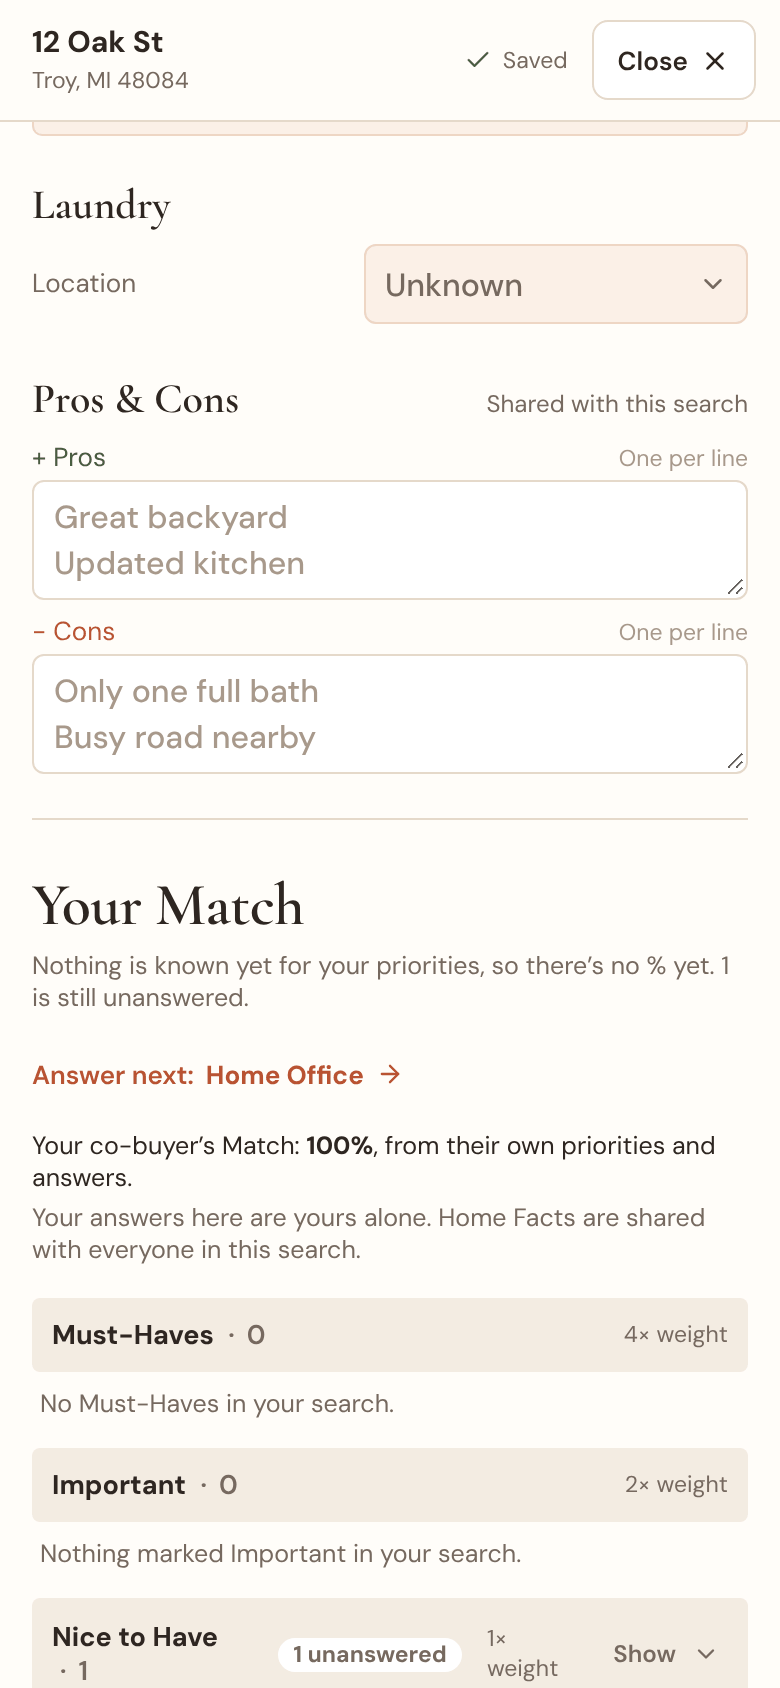 12 Oak St
Troy, MI 48084
Saved
Close
Laundry
Location
Unknown
Pros & Cons
Shared with this search
+ Pros
One per line
Great backyard
Updated kitchen
– Cons
One per line
Only one full bath
Busy road nearby
Your Match
Nothing is known yet for your priorities, so there’s no % yet. 1
is still unanswered.
Answer next: Home Office →
Your co-buyer’s Match: 100%, from their own priorities and
answers.
Your answers here are yours alone. Home Facts are shared
with everyone in this search.
Must-Haves · 0
4× weight
No Must-Haves in your search.
Important · 0
2× weight
Nothing marked Important in your search.
Nice to Have
· 1
1 unanswered
1×
weight
Show